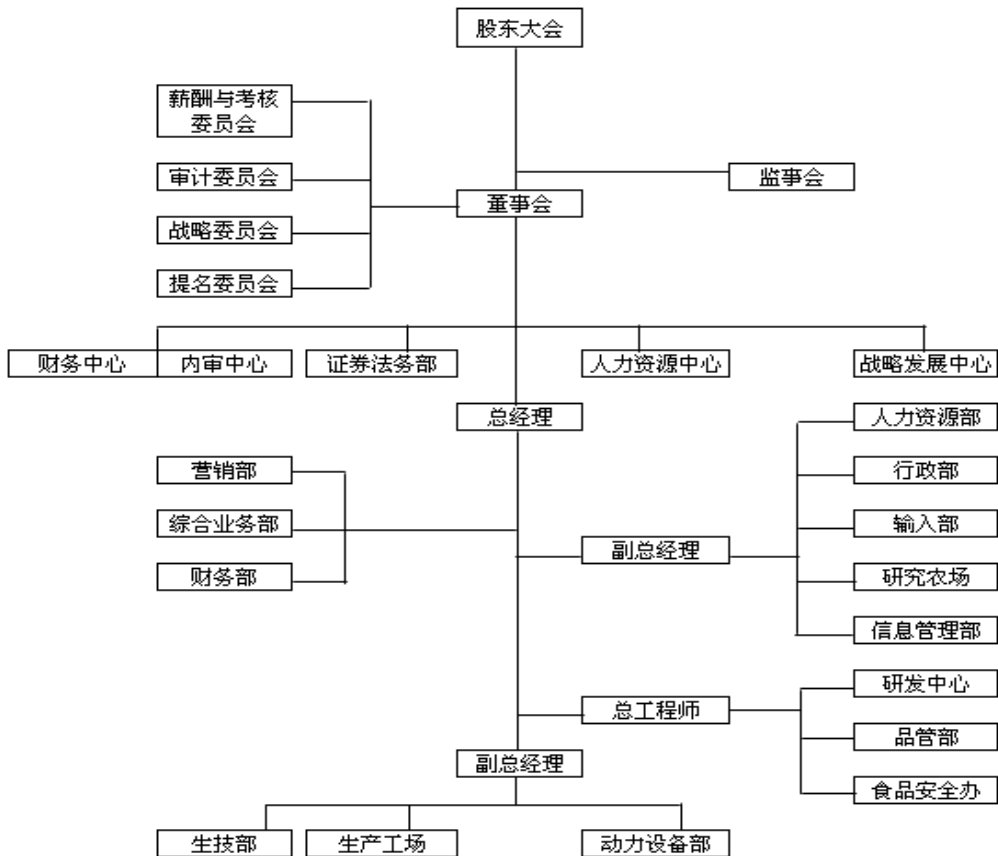 股东大会
薪酬与考核
委员会
审计委员会
监事会
董事会
战略委员会
提名委员会
财务中心
内审中心
证券法务部
人力资源中心
战略发展中心
总经理
人力资源部
营销部
行政部
综合业务部
输入部
副总经理
财务部
研究农场
信息管理部
研发中心
总工程师
品管部
副总经理
食品安全办
生技部
生产工场
动力设备部